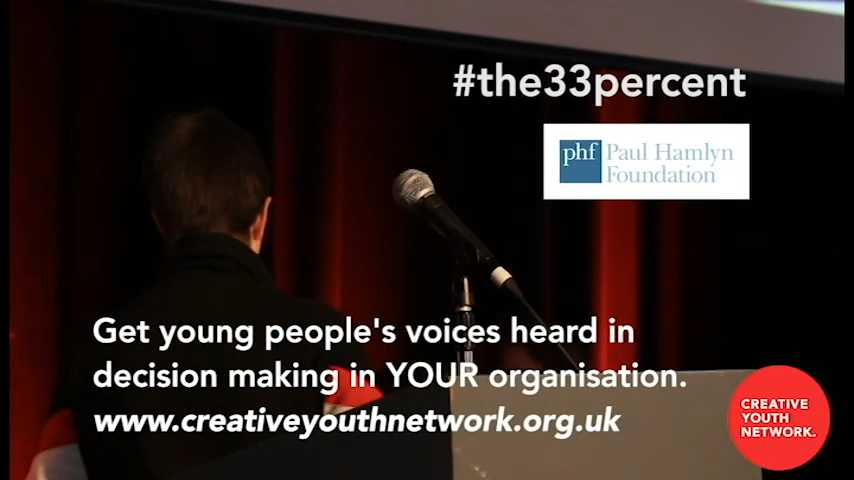 #the33percent
phf Paul Hamlyn
Foundation
Get young people's voices heard in
decision making in YOUR organisation.
www.creativeyouthnetwork.org.uk
CREATIVE
YOUTH
NETWORK.